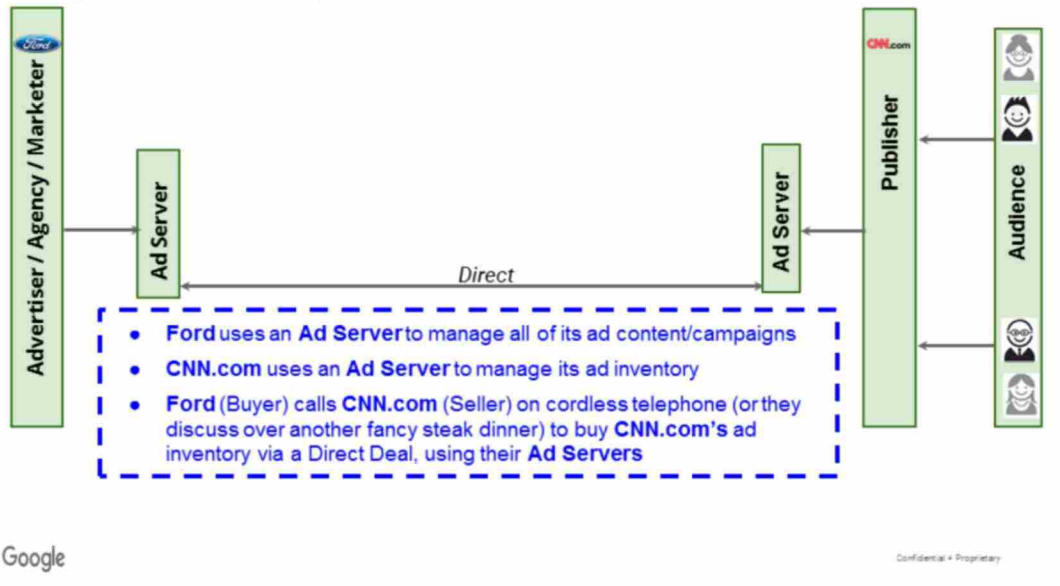 Ford
CNN.com
Advertiser / Agency / Marketer
Ad Server
Direct
Ad Server
Publisher
Audience
● Ford uses an Ad Server to manage all of its ad content/campaigns
● CNN.com uses an Ad Server to manage its ad inventory
● Ford (Buyer) calls CNN.com (Seller) on cordless telephone (or they
discuss over another fancy steak dinner) to buy CNN.com's ad
inventory via a Direct Deal, using their Ad Servers
Google
Confidential + Proprietary